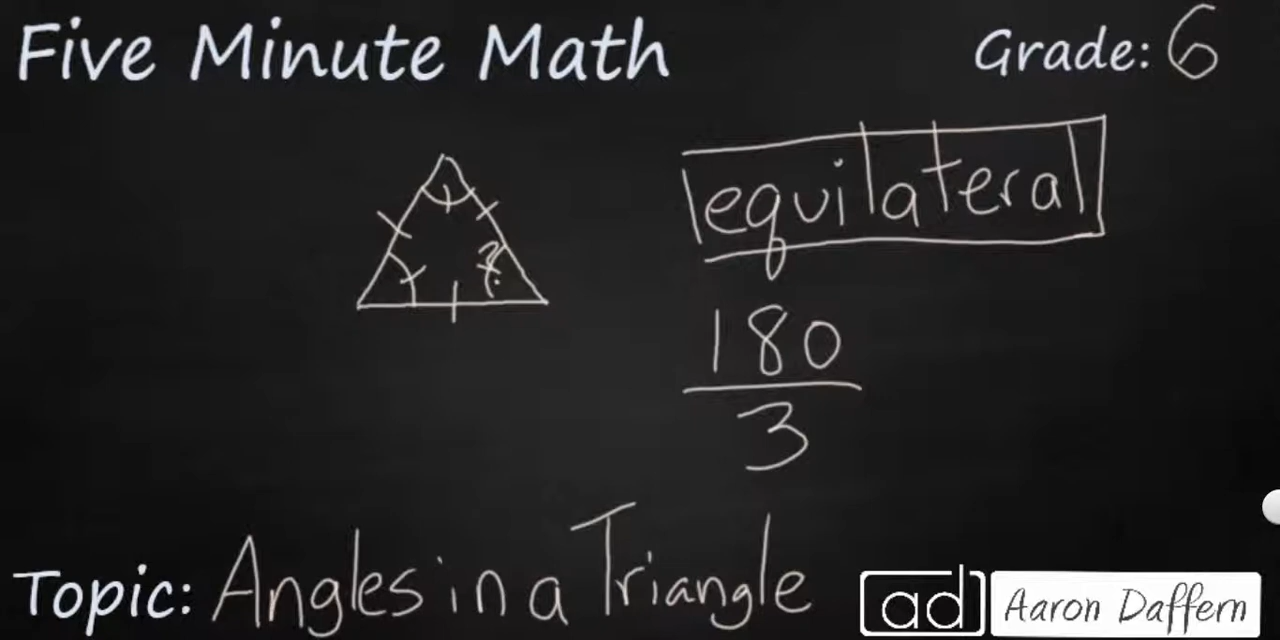 Five Minute Math
Grade: 6
equilateral
?
180
3
Topic: Angles in a Triangle
ad Aaron Daffern